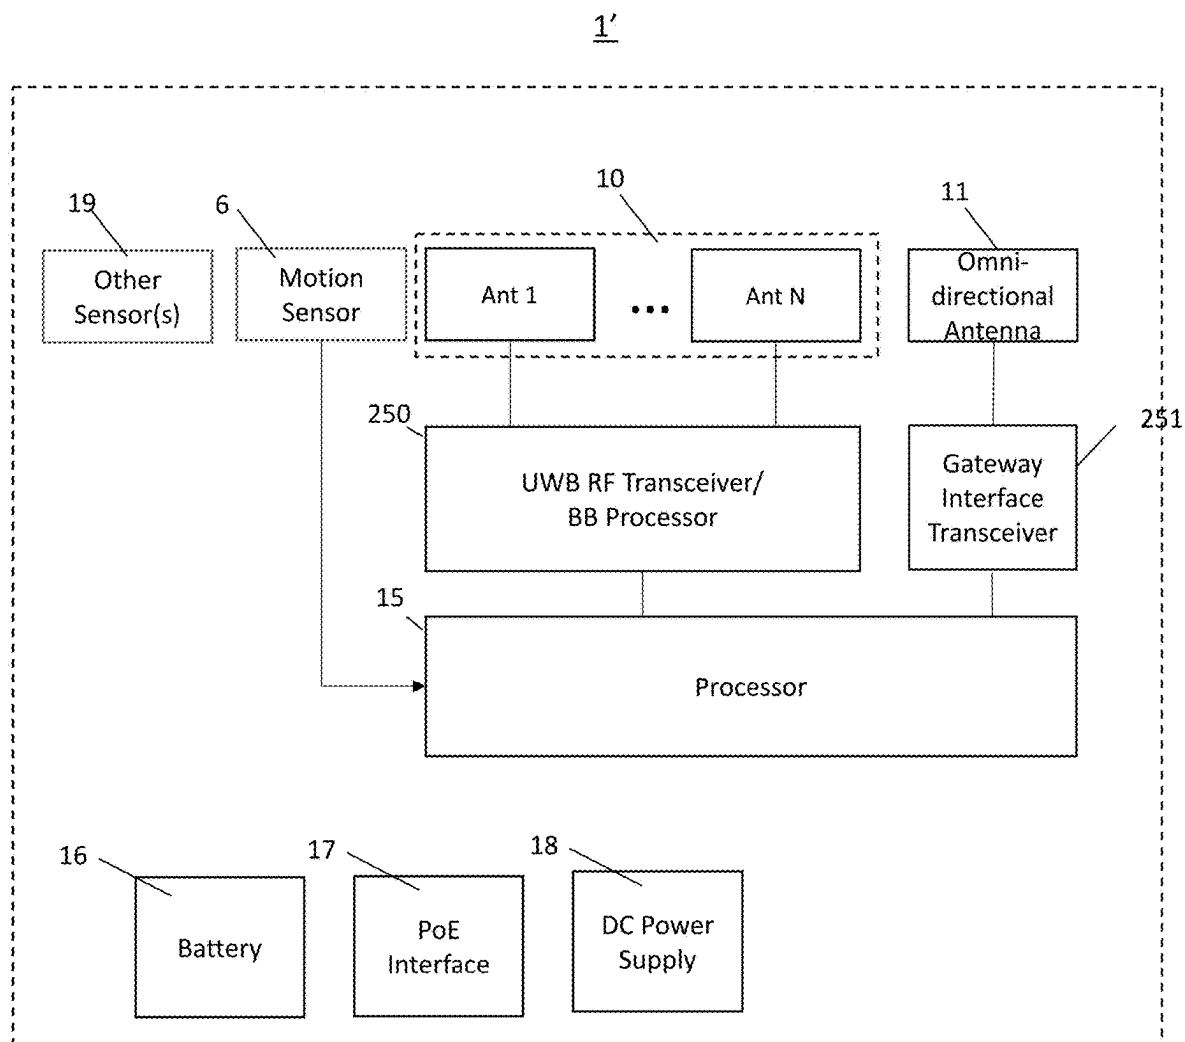 1′
10
19
6
11
Other
Sensor(s)
Motion
Sensor
Ant 1
...
Ant N
Omni-
directional
Antenna
250
251
UWB RF Transceiver/
BB Processor
Gateway
Interface
Transceiver
15
Processor
16
17
18
Battery
PoE
Interface
DC Power
Supply